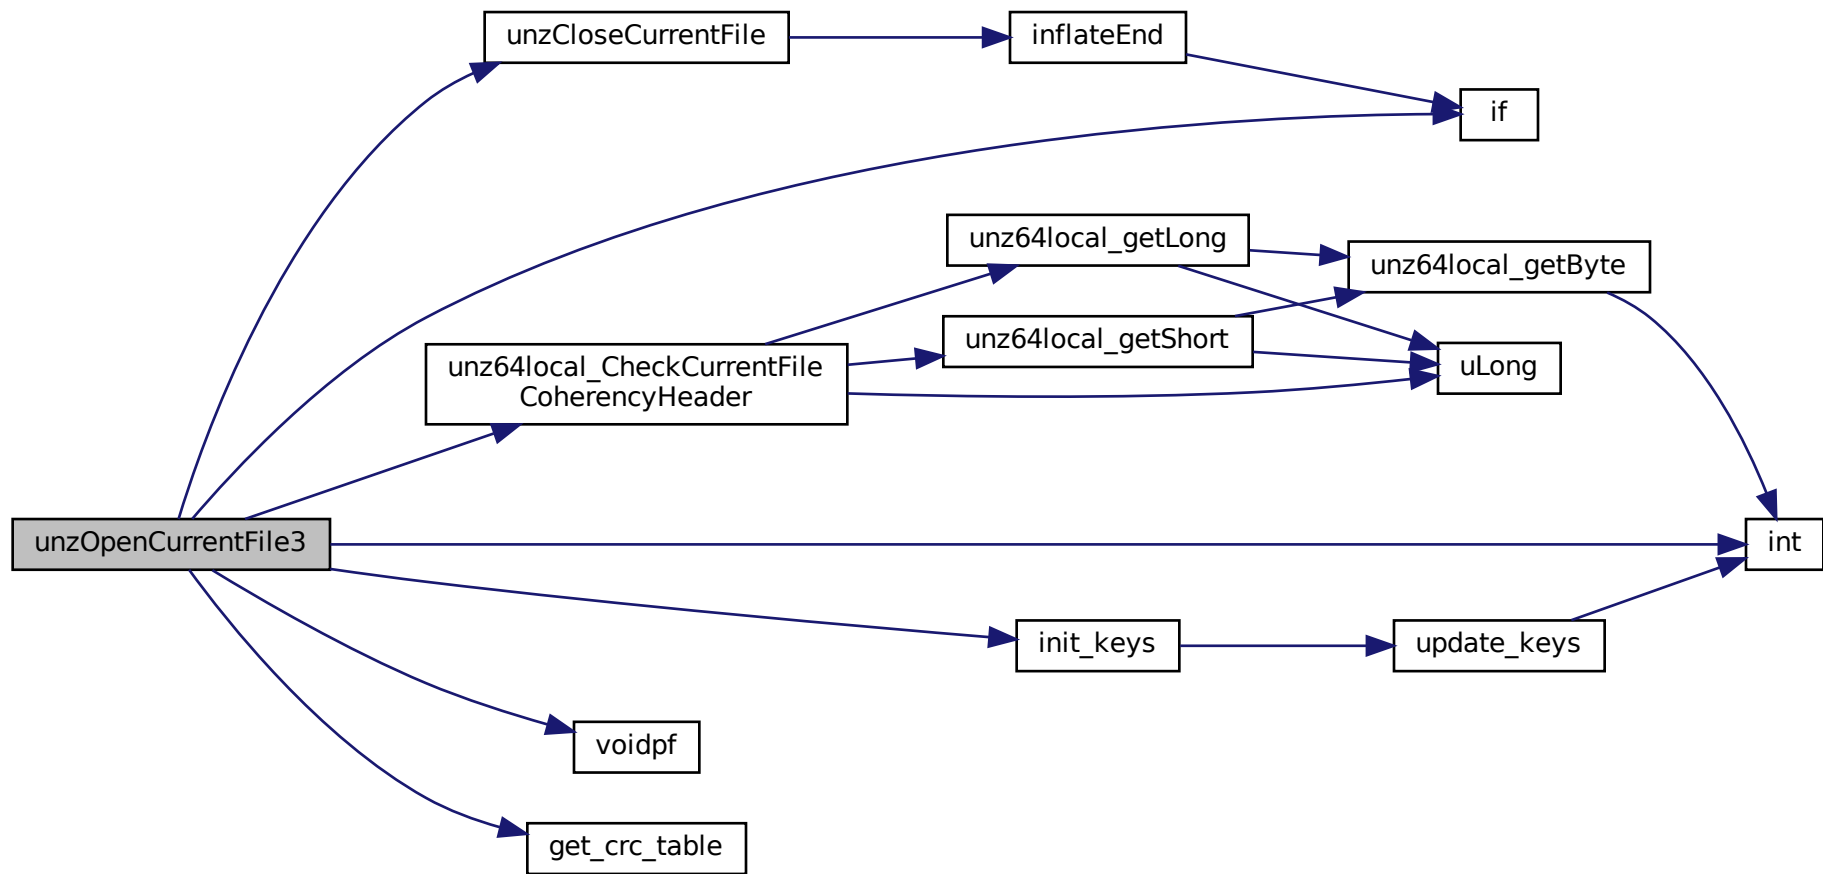 unzCloseCurrentFile
inflateEnd
if
unz64local_getLong
unz64local_getByte
unz64local_getShort
uLong
unz64local_CheckCurrentFile
CoherencyHeader
unzOpenCurrentFile3
int
init_keys
update_keys
voidpf
get_crc_table